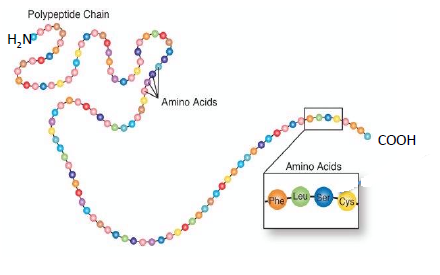 Polypeptide Chain
H₂N
Amino Acids
COOH
Amino Acids
Phe Leu Ser Cys